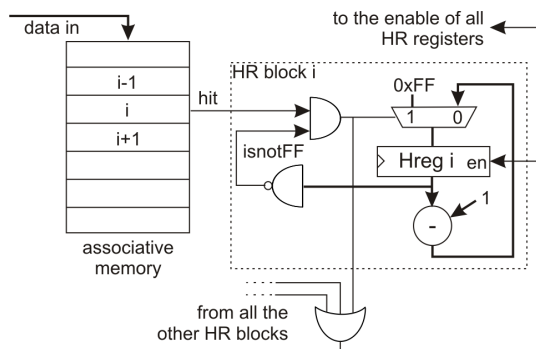 data in
to the enable of all
HR registers
i-1
i
i+1
hit
HR block i
0xFF
1 0
isnotFF
Hreg i en
1
-
associative
memory
from all the
other HR blocks